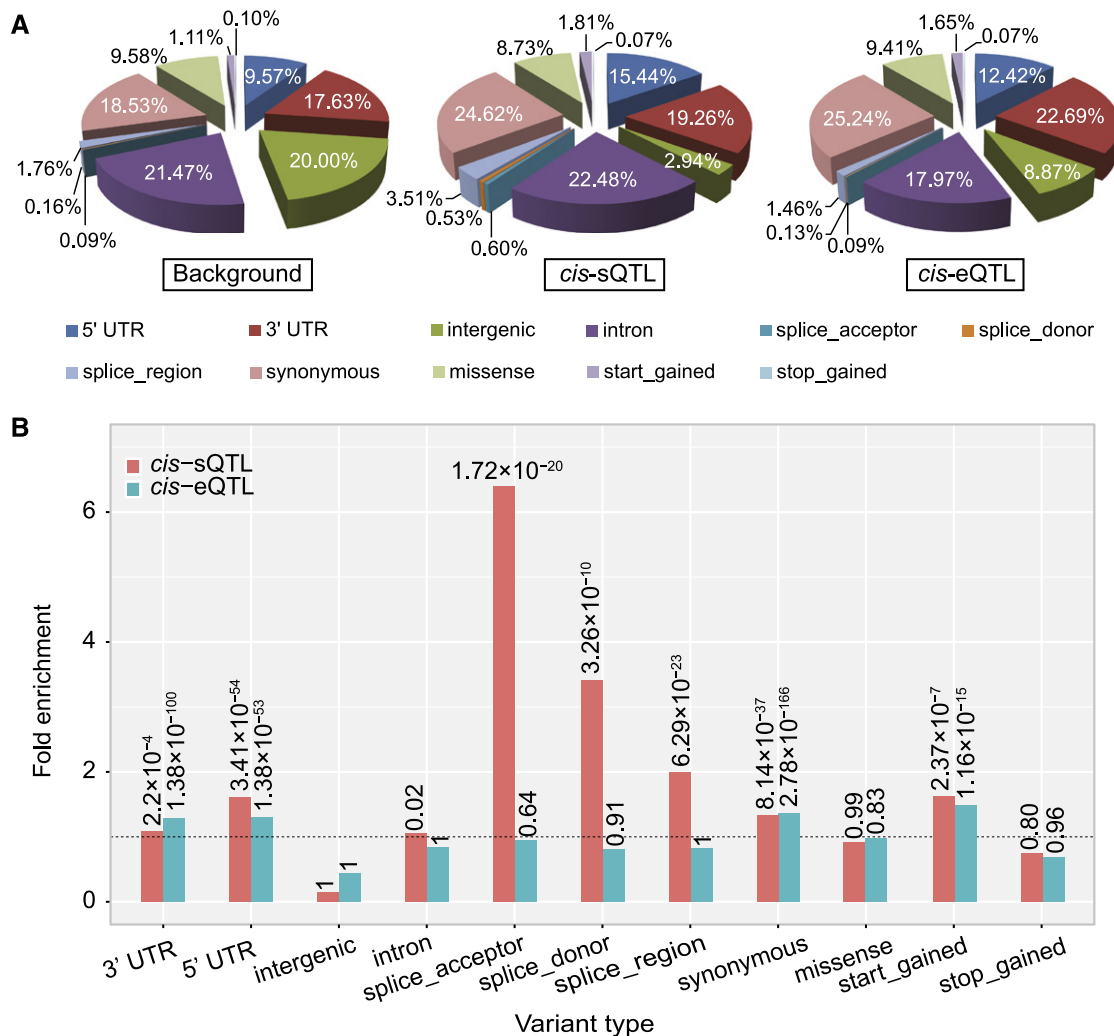 A
0.10%
1.11%
9.58%
9.57%
18.53%
17.63%
20.00%
21.47%
1.76%
0.16%
0.09%
Background
1.81%
0.07%
8.73%
15.44%
24.62%
19.26%
2.94%
22.48%
3.51%
0.53%
0.60%
cis-sQTL
1.65%
0.07%
9.41%
12.42%
25.24%
22.69%
8.87%
17.97%
1.46%
0.13%
0.09%
cis-eQTL
5' UTR 3' UTR intergenic intron splice_acceptor splice_donor
splice_region synonymous missense start_gained stop_gained
B
cis−sQTL
cis−eQTL
Fold enrichment
6
4
2
0
2.2×10⁻⁴
1.38×10⁻¹⁰⁰
3.41×10⁻⁵⁴
1.38×10⁻⁵³
1
1
0.02
1
1.72×10⁻²⁰
0.64
3.26×10⁻¹⁰
0.91
6.29×10⁻²³
1
8.14×10⁻³⁷
2.78×10⁻¹⁶⁶
0.99
0.83
2.37×10⁻⁷
1.16×10⁻¹⁵
0.80
0.96
3' UTR
5' UTR
intergenic
intron
splice_acceptor
splice_donor
splice_region
synonymous
missense
start_gained
stop_gained
Variant type